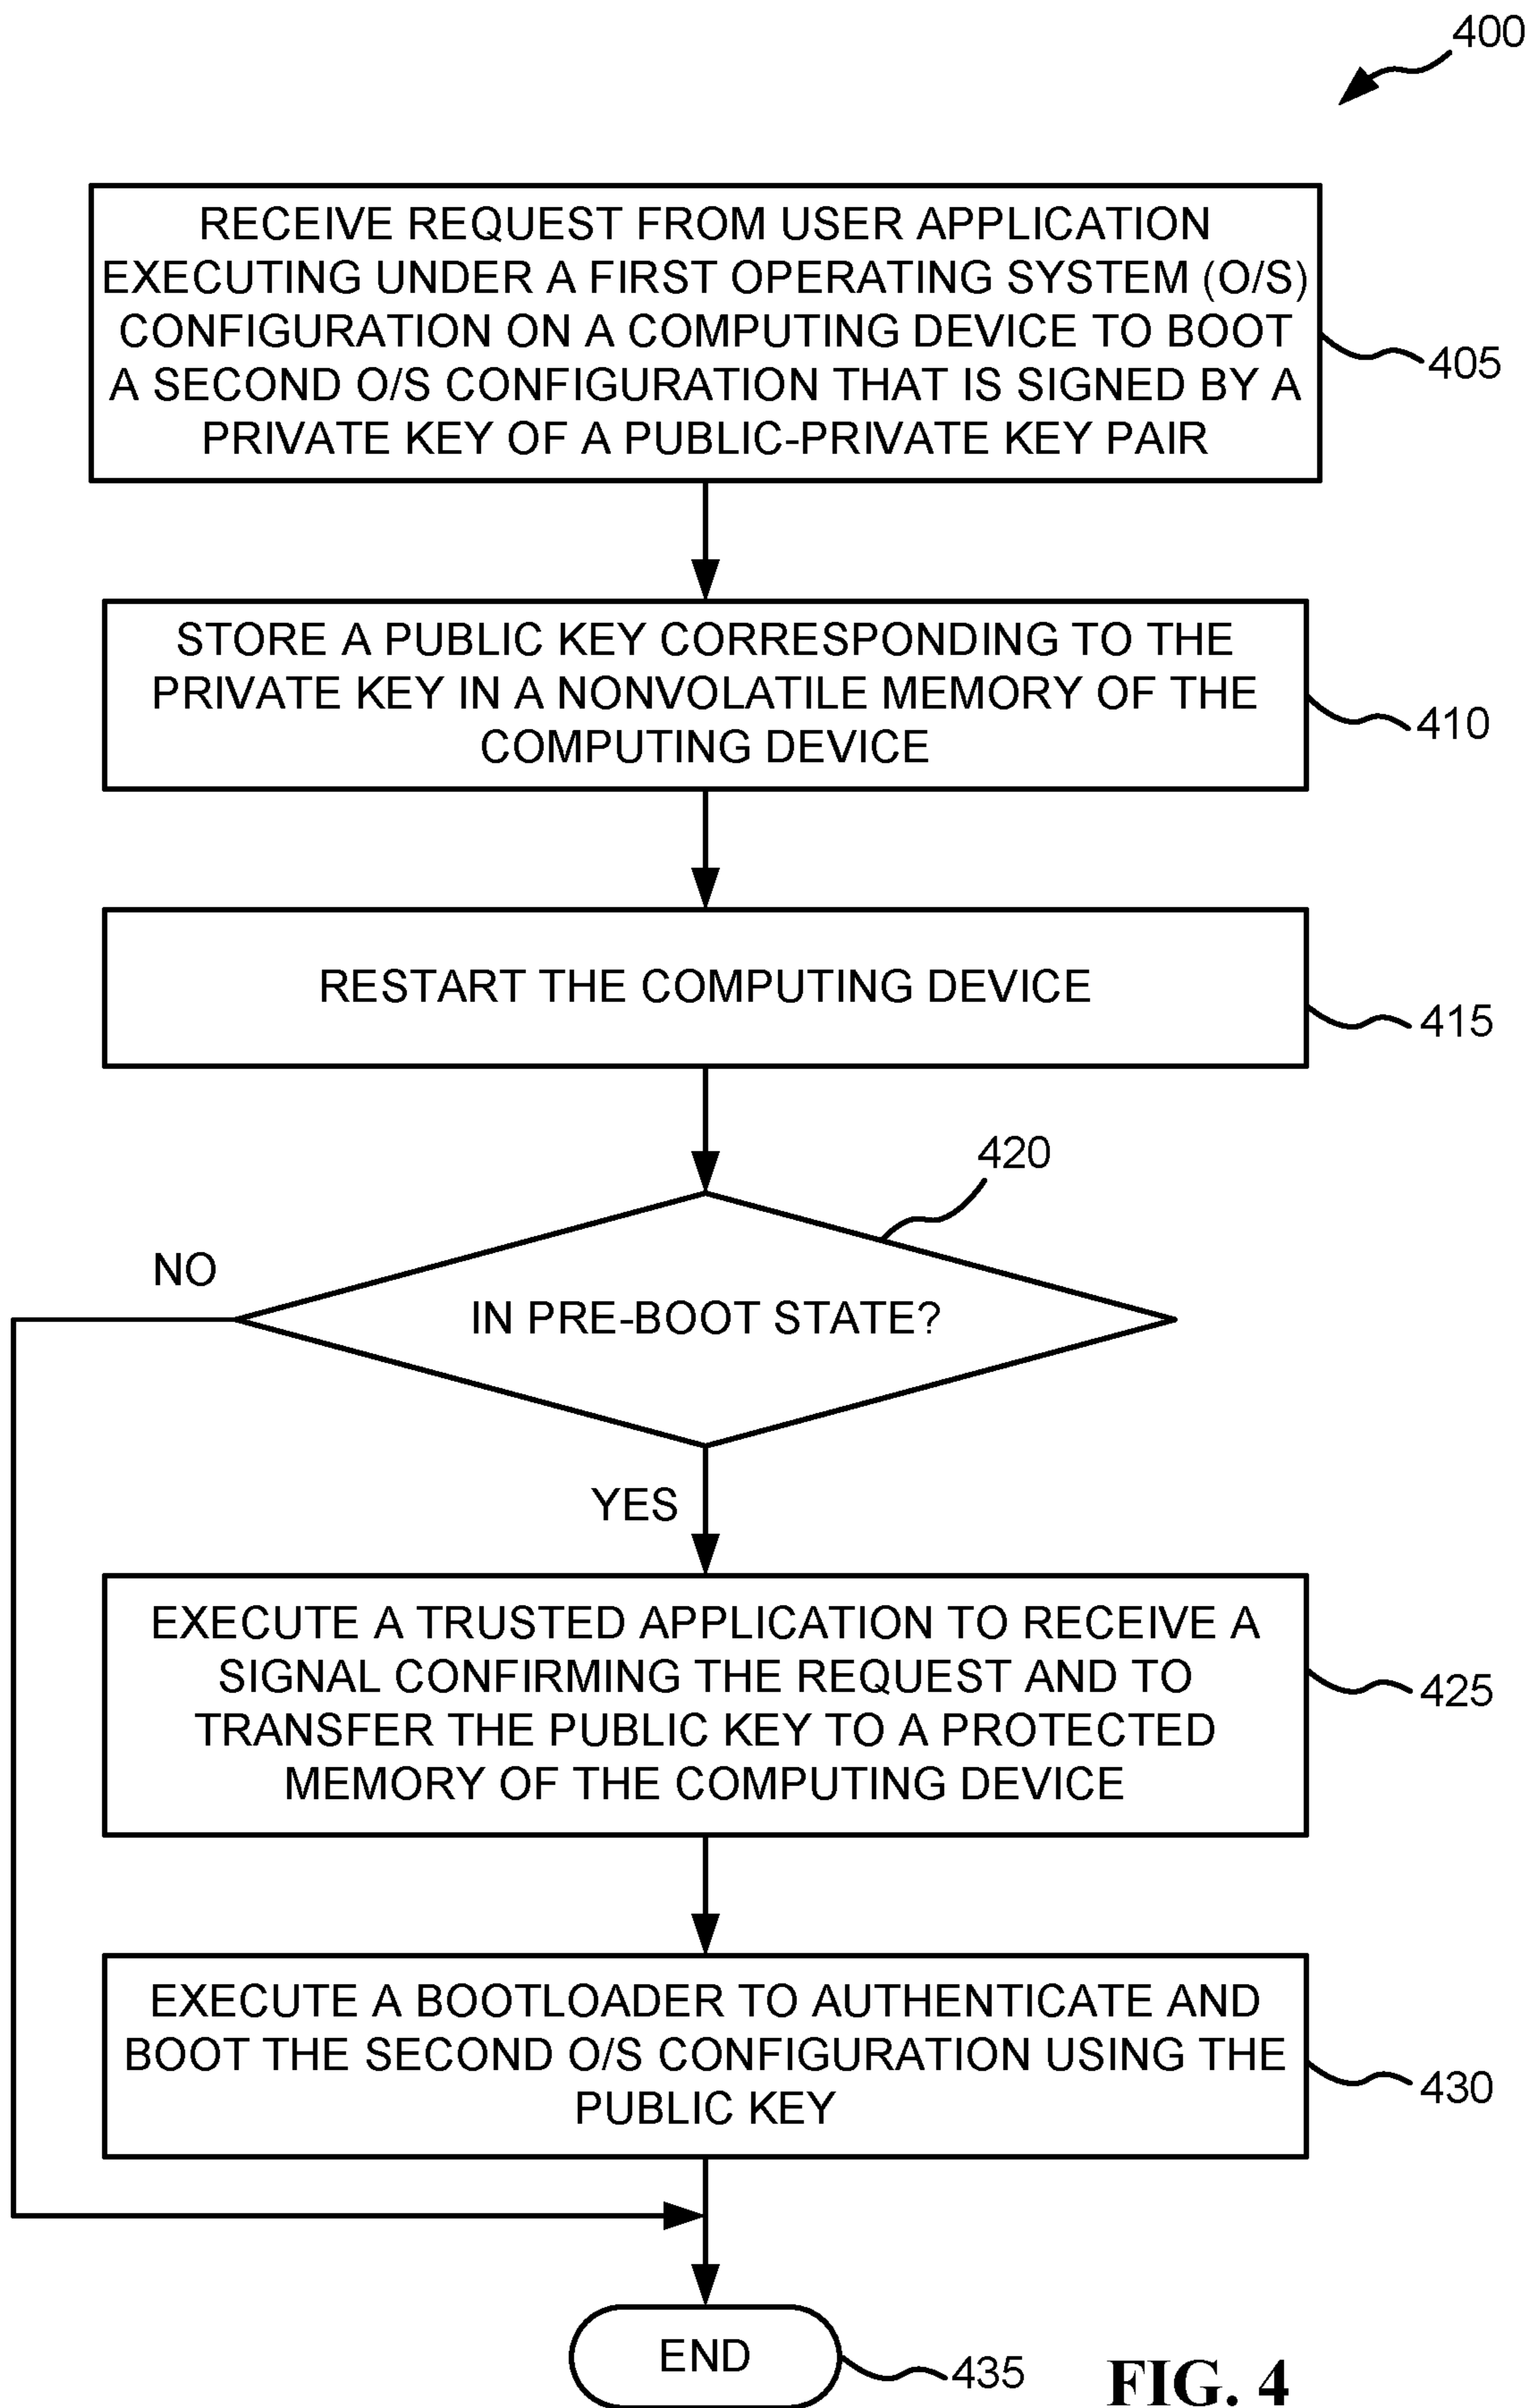 400
RECEIVE REQUEST FROM USER APPLICATION
EXECUTING UNDER A FIRST OPERATING SYSTEM (O/S)
CONFIGURATION ON A COMPUTING DEVICE TO BOOT
A SECOND O/S CONFIGURATION THAT IS SIGNED BY A
PRIVATE KEY OF A PUBLIC-PRIVATE KEY PAIR
405
STORE A PUBLIC KEY CORRESPONDING TO THE
PRIVATE KEY IN A NONVOLATILE MEMORY OF THE
COMPUTING DEVICE
410
RESTART THE COMPUTING DEVICE
415
420
NO
IN PRE-BOOT STATE?
YES
EXECUTE A TRUSTED APPLICATION TO RECEIVE A
SIGNAL CONFIRMING THE REQUEST AND TO
TRANSFER THE PUBLIC KEY TO A PROTECTED
MEMORY OF THE COMPUTING DEVICE
425
EXECUTE A BOOTLOADER TO AUTHENTICATE AND
BOOT THE SECOND O/S CONFIGURATION USING THE
PUBLIC KEY
430
END
435
FIG. 4